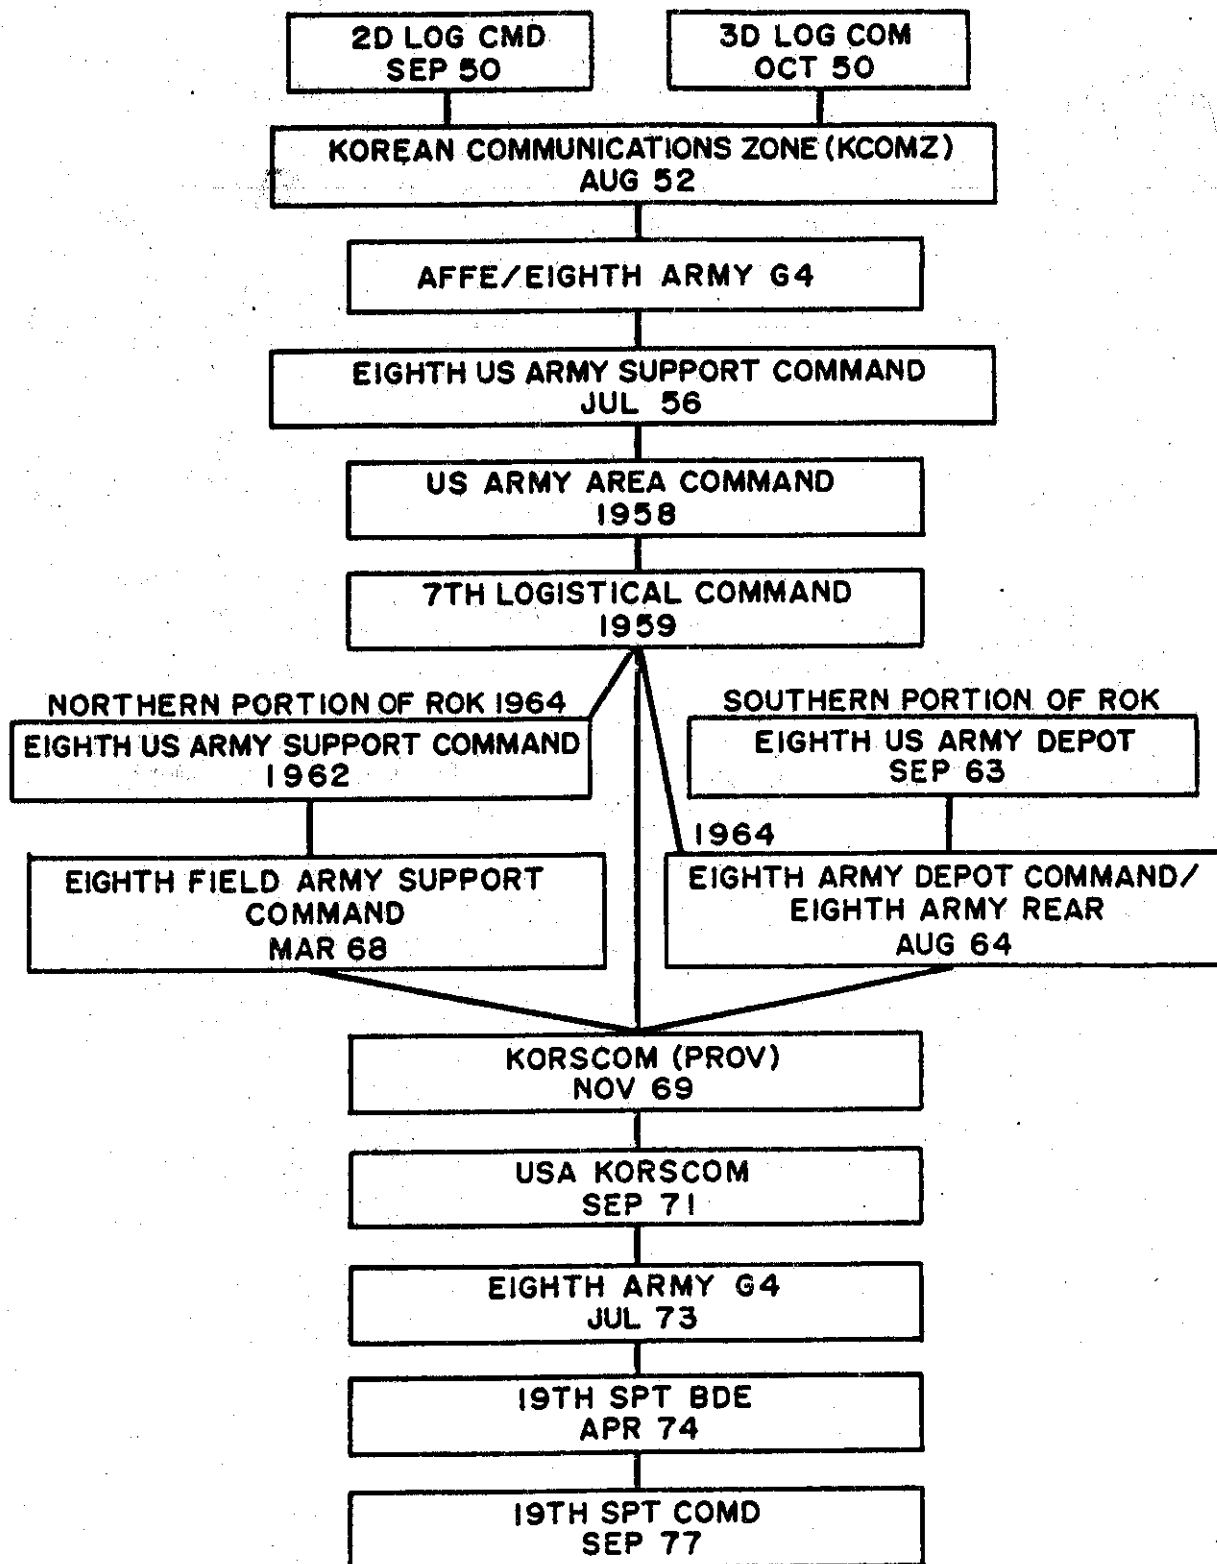 2D LOG CMD
SEP 50
3D LOG COM
OCT 50
KOREAN COMMUNICATIONS ZONE (KCOMZ)
AUG 52
AFFE/EIGHTH ARMY G4
EIGHTH US ARMY SUPPORT COMMAND
JUL 56
US ARMY AREA COMMAND
1958
7TH LOGISTICAL COMMAND
1959
NORTHERN PORTION OF ROK 1964
EIGHTH US ARMY SUPPORT COMMAND
1962
SOUTHERN PORTION OF ROK
EIGHTH US ARMY DEPOT
SEP 63
EIGHTH FIELD ARMY SUPPORT
COMMAND
MAR 68
1964
EIGHTH ARMY DEPOT COMMAND/
EIGHTH ARMY REAR
AUG 64
KORSCOM (PROV)
NOV 69
USA KORSCOM
SEP 71
EIGHTH ARMY G4
JUL 73
19TH SPT BDE
APR 74
19TH SPT COMD
SEP 77